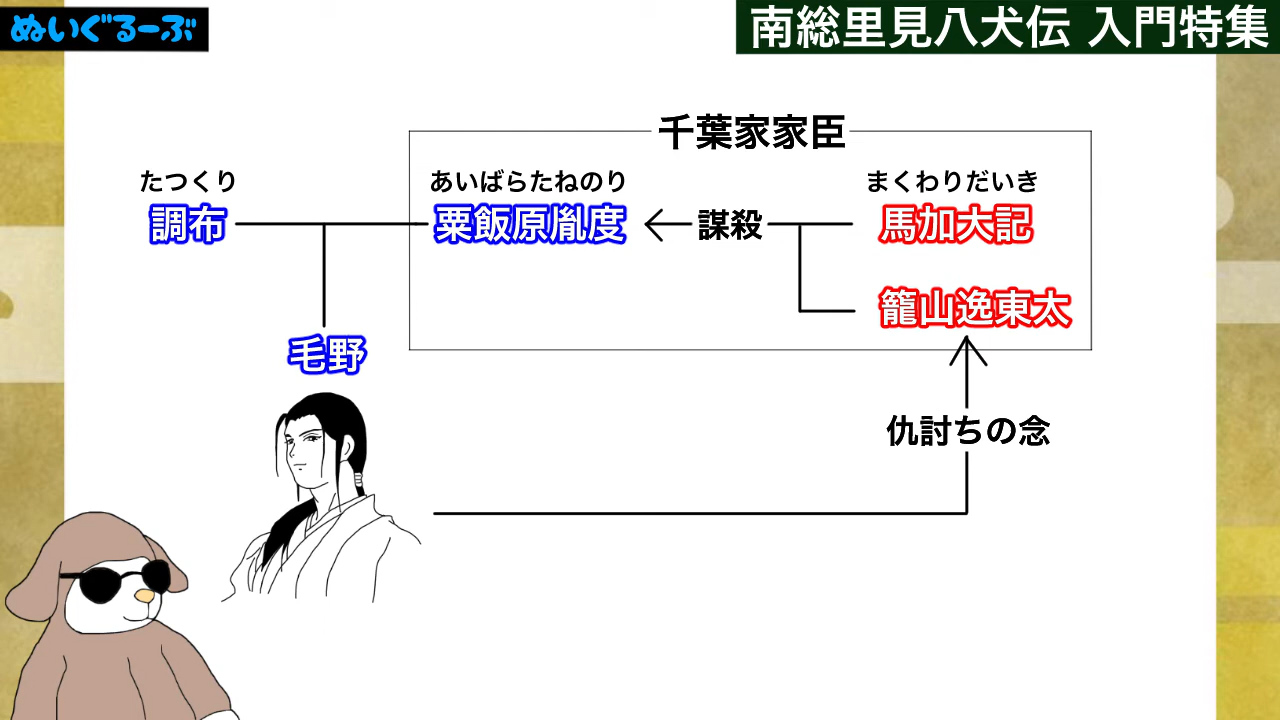 ぬいぐるーぶ
南総里見八犬伝 入門特集
千葉家家臣
たつくり
調布
あいばらたねのり
粟飯原胤度
謀殺
まくわりだいき
馬加大記
籠山逸東太
毛野
仇討ちの念